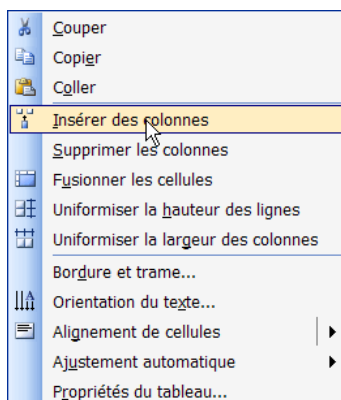 Couper
Copier
Coller
Insérer des colonnes
Supprimer les colonnes
Fusionner les cellules
Uniformiser la hauteur des lignes
Uniformiser la largeur des colonnes
Bordure et trame...
Orientation du texte...
Alignement de cellules
Ajustement automatique
Propriétés du tableau...